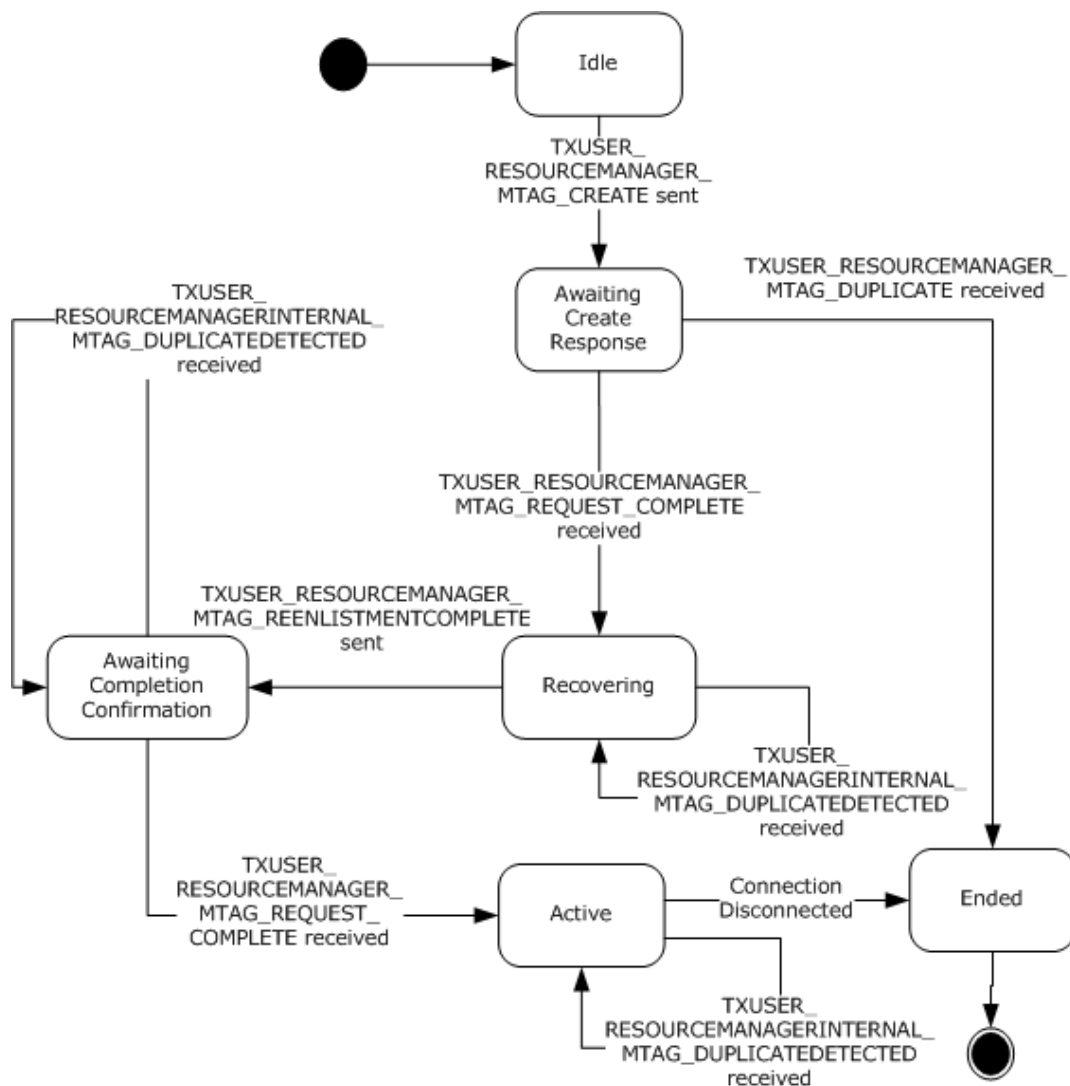 Idle
TXUSER_
RESOURCEMANAGER_
MTAG_CREATE sent
Awaiting
Create
Response
TXUSER_RESOURCEMANAGER_
MTAG_DUPLICATE received
TXUSER_
RESOURCEMANAGERINTERNAL_
MTAG_DUPLICATEDETECTED
received
TXUSER_RESOURCEMANAGER_
MTAG_REQUEST_COMPLETE
received
TXUSER_RESOURCEMANAGER_
MTAG_REENLISTMENTCOMPLETE
sent
Awaiting
Completion
Confirmation
Recovering
TXUSER_
RESOURCEMANAGERINTERNAL_
MTAG_DUPLICATEDETECTED
received
TXUSER_
RESOURCEMANAGER_
MTAG_REQUEST_
COMPLETE received
Active
Connection
Disconnected
Ended
TXUSER_
RESOURCEMANAGERINTERNAL_
MTAG_DUPLICATEDETECTED
received